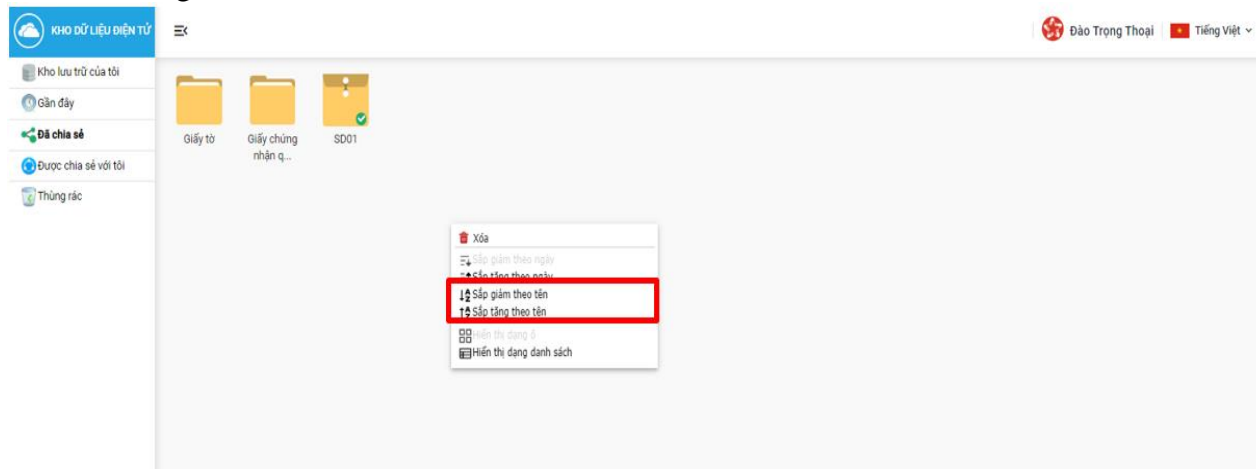 KHO DỮ LIỆU ĐIỆN TỬ
Đào Trọng Thoại
Tiếng Việt
Kho lưu trữ của tôi
Gần đây
Đã chia sẻ
Được chia sẻ với tôi
Thùng rác
Giấy tờ
Giấy chứng
nhận q...
SD01
Xóa
Sắp giảm theo ngày
Sắp tăng theo ngày
Sắp giảm theo tên
Sắp tăng theo tên
Hiển thị dạng ô
Hiển thị dạng danh sách